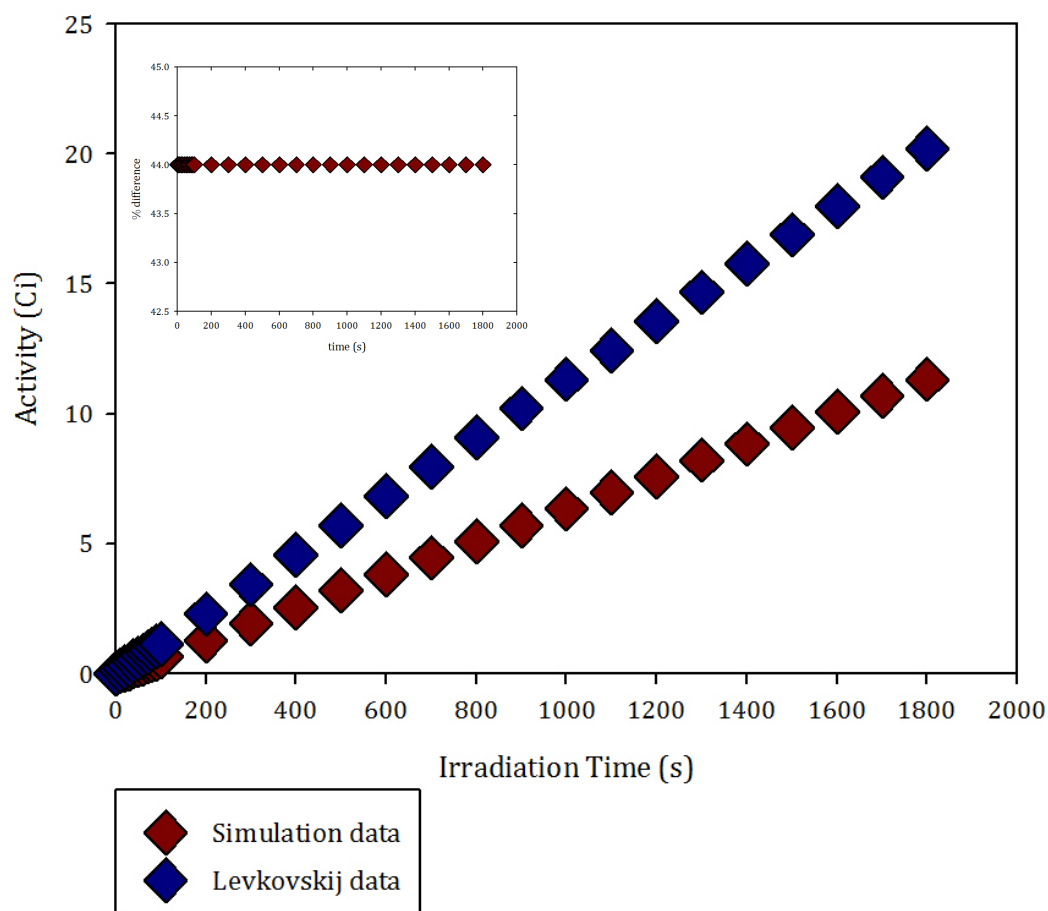 25
20
15
10
5
0
Activity (Ci)
45.0
44.5
44.0
43.5
43.0
42.5
% difference
0 200 400 600 800 1000 1200 1400 1600 1800 2000
time (s)
0 200 400 600 800 1000 1200 1400 1600 1800 2000
Irradiation Time (s)
Simulation data
Levkovskij data